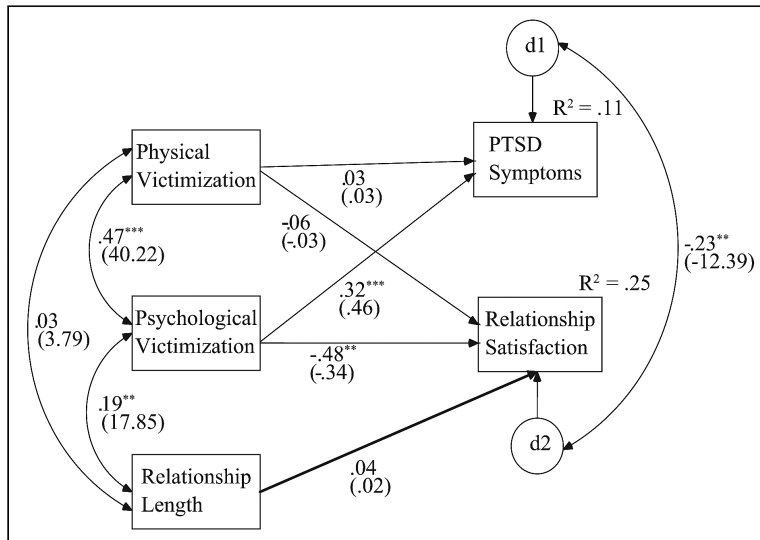 d1
R² = .11
PTSD
Symptoms
Physical
Victimization
.03
(.03)
-.06
(-.03)
.47***
(40.22)
-.23**
(-12.39)
.32***
(.46)
R² = .25
Psychological
Victimization
Relationship
Satisfaction
.03
(3.79)
-.48**
(-.34)
.19**
(17.85)
d2
Relationship
Length
.04
(.02)